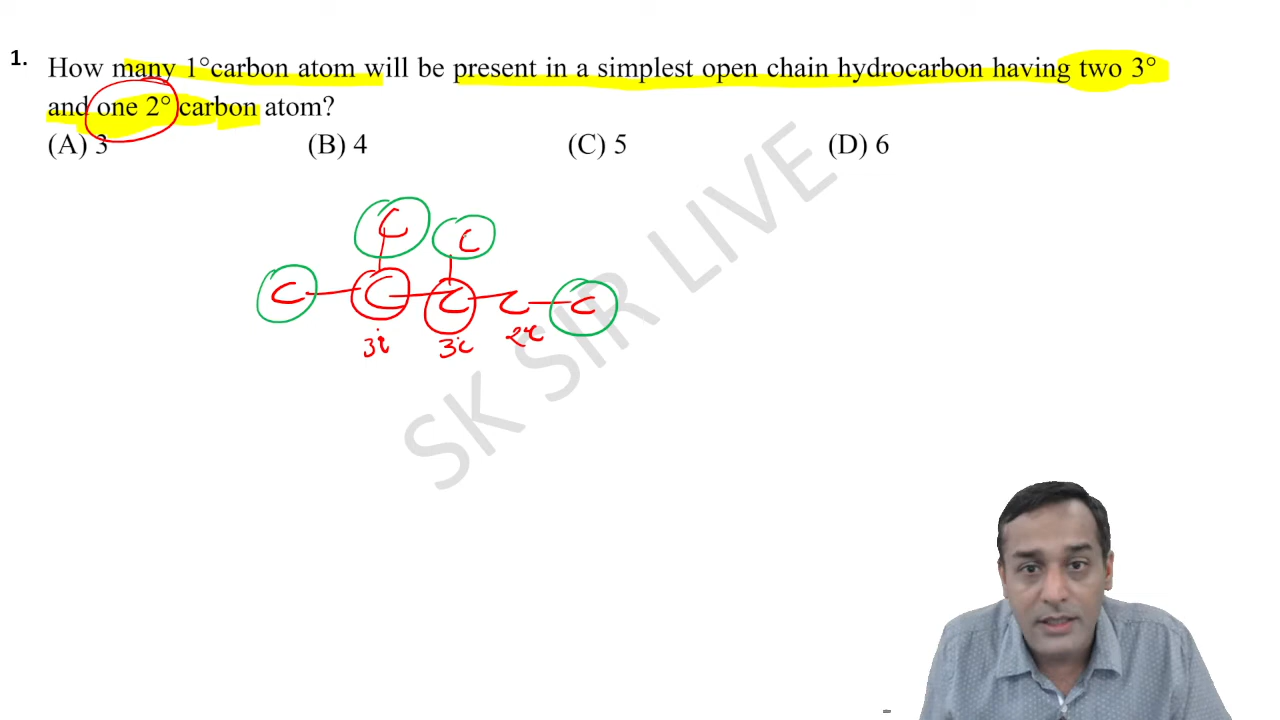 1. How many 1°carbon atom will be present in a simplest open chain hydrocarbon having two 3°
and one 2° carbon atom?
(A) 3 (B) 4 (C) 5 (D) 6
C C
C C C C C
3°c 2°c
SK SIR LIVE